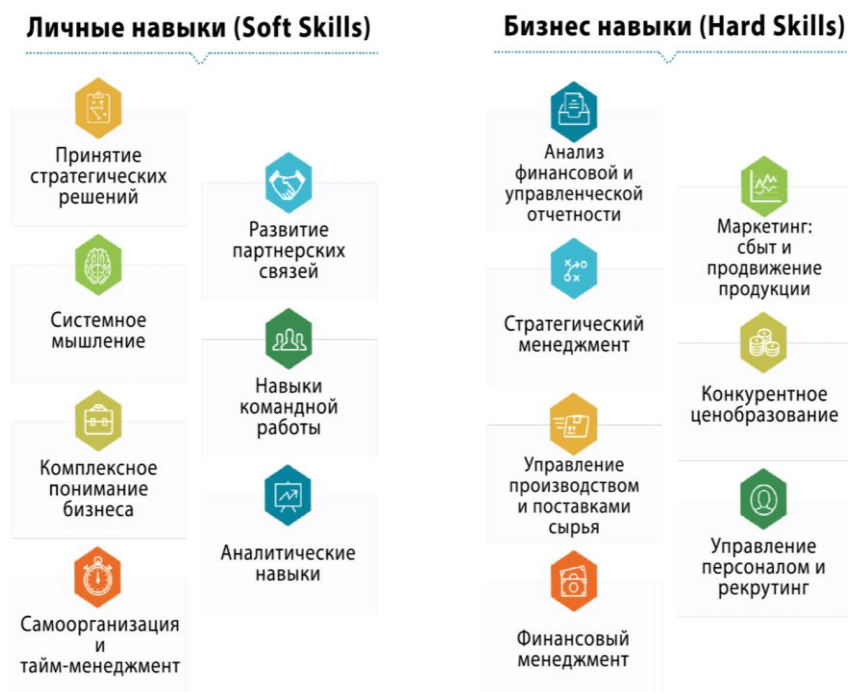 Личные навыки (Soft Skills)
Принятие
стратегических
решений
Развитие
партнерских
связей
Системное
мышление
Навыки
командной
работы
Комплексное
понимание
бизнеса
Аналитические
навыки
Самоорганизация
и
тайм-менеджмент
Бизнес навыки (Hard Skills)
Анализ
финансовой и
управленческой
отчетности
Маркетинг:
сбыт и
продвижение
продукции
Стратегический
менеджмент
Конкурентное
ценобразование
Управление
производством
и поставками
сырья
Управление
персоналом и
рекрутинг
Финансовый
менеджмент